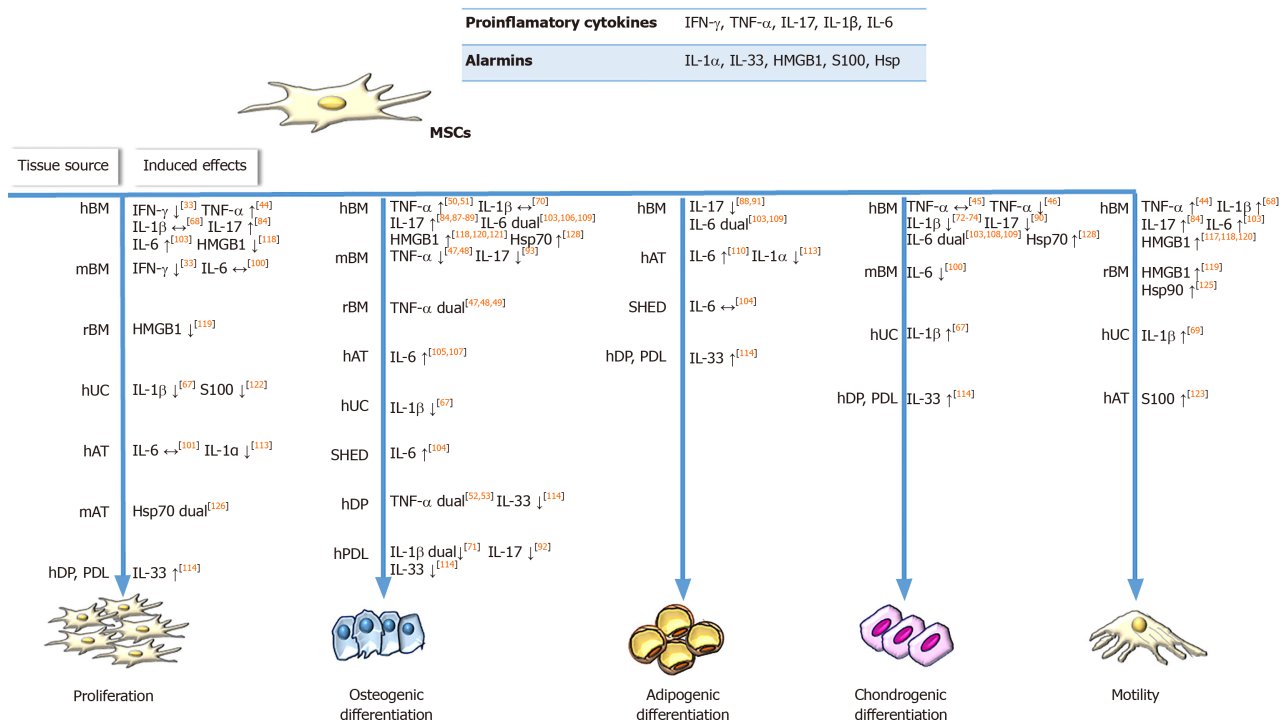 Proinflamatory cytokines IFN-γ, TNF-α, IL-17, IL-1β, IL-6
Alarmins IL-1α, IL-33, HMGB1, S100, Hsp
MSCs
Tissue source Induced effects
hBM IFN-γ ↓[33] TNF-α ↑[44]
IL-1β ↔[68] IL-17 ↑[84]
IL-6 ↑[103] HMGB1 ↓[118]
mBM IFN-γ ↓[33] IL-6 ↔[100]
rBM HMGB1 ↓[119]
hUC IL-1β ↓[67] S100 ↓[122]
hAT IL-6 ↔[101] IL-1α ↓[113]
mAT Hsp70 dual[126]
hDP, PDL IL-33 ↑[114]
Proliferation
hBM TNF-α ↑[50,51] IL-1β ↔[70]
IL-17 ↑[84,87-89] IL-6 dual[103,106,109]
HMGB1 ↑[118,120,121] Hsp70 ↑[128]
mBM TNF-α ↓[47,48] IL-17 ↓[93]
rBM TNF-α dual[47,48,49]
hAT IL-6 ↑[105,107]
hUC IL-1β ↓[67]
SHED IL-6 ↑[104]
hDP TNF-α dual[52,53] IL-33 ↓[114]
hPDL IL-1β dual↓[71] IL-17 ↓[92]
IL-33 ↓[114]
Osteogenic
differentiation
hBM IL-17 ↓[88,91]
IL-6 dual[103,109]
hAT IL-6 ↑[110] IL-1α ↓[113]
SHED IL-6 ↔[104]
hDP, PDL IL-33 ↑[114]
Adipogenic
differentiation
hBM TNF-α ↔[45] TNF-α ↓[46]
IL-1β ↓[72-74] IL-17 ↓[90]
IL-6 dual[103,108,109] Hsp70 ↑[128]
mBM IL-6 ↓[100]
hUC IL-1β ↑[67]
hDP, PDL IL-33 ↑[114]
Chondrogenic
differentiation
hBM TNF-α ↑[44] IL-1β ↑[68]
IL-17 ↑[84] IL-6 ↑[103]
HMGB1 ↑[117,118,120]
rBM HMGB1 ↑[119]
Hsp90 ↑[125]
hUC IL-1β ↑[69]
hAT S100 ↑[123]
Motility